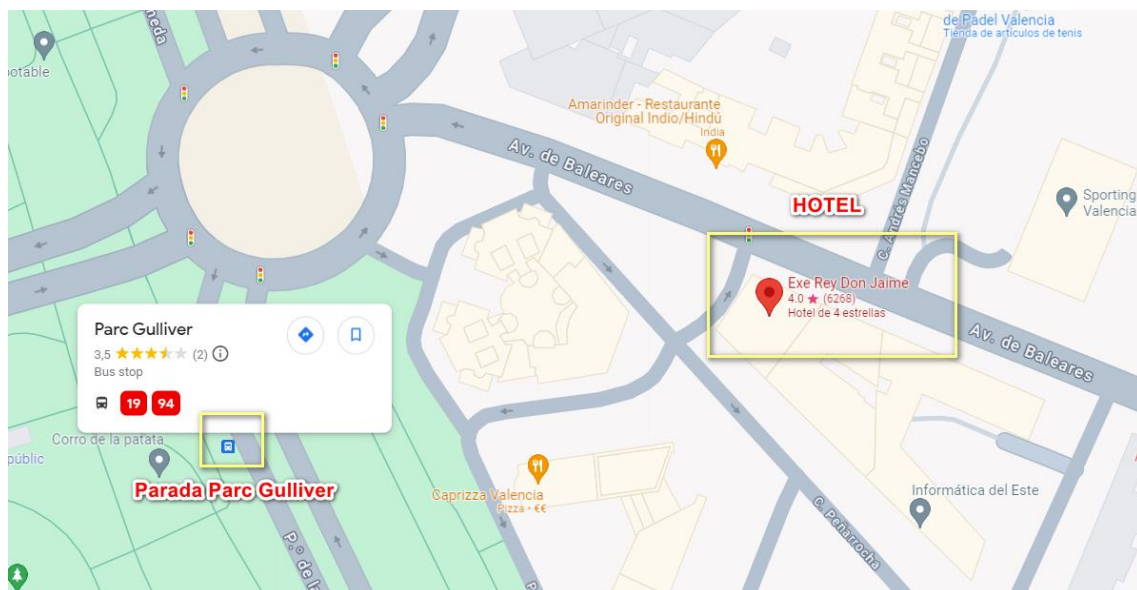 de Padel Valencia
Tienda de artículos de tenis
Amarinder - Restaurante
Original Indio/Hindú
India
Av. de Baleares
C. Andrés Mancebo
HOTEL
Sporting
Valencia
Exe Rey Don Jaime
4.0 ★ (6268)
Hotel de 4 estrellas
Av. de Baleares
Parc Gulliver
3,5 ★★★★★ (2)
Bus stop
19 94
Corro de la patata
públic
Parada Parc Gulliver
Caprizza Valencia
Pizza • €€
Informática del Este
C. Peñarrocha
P.º de la